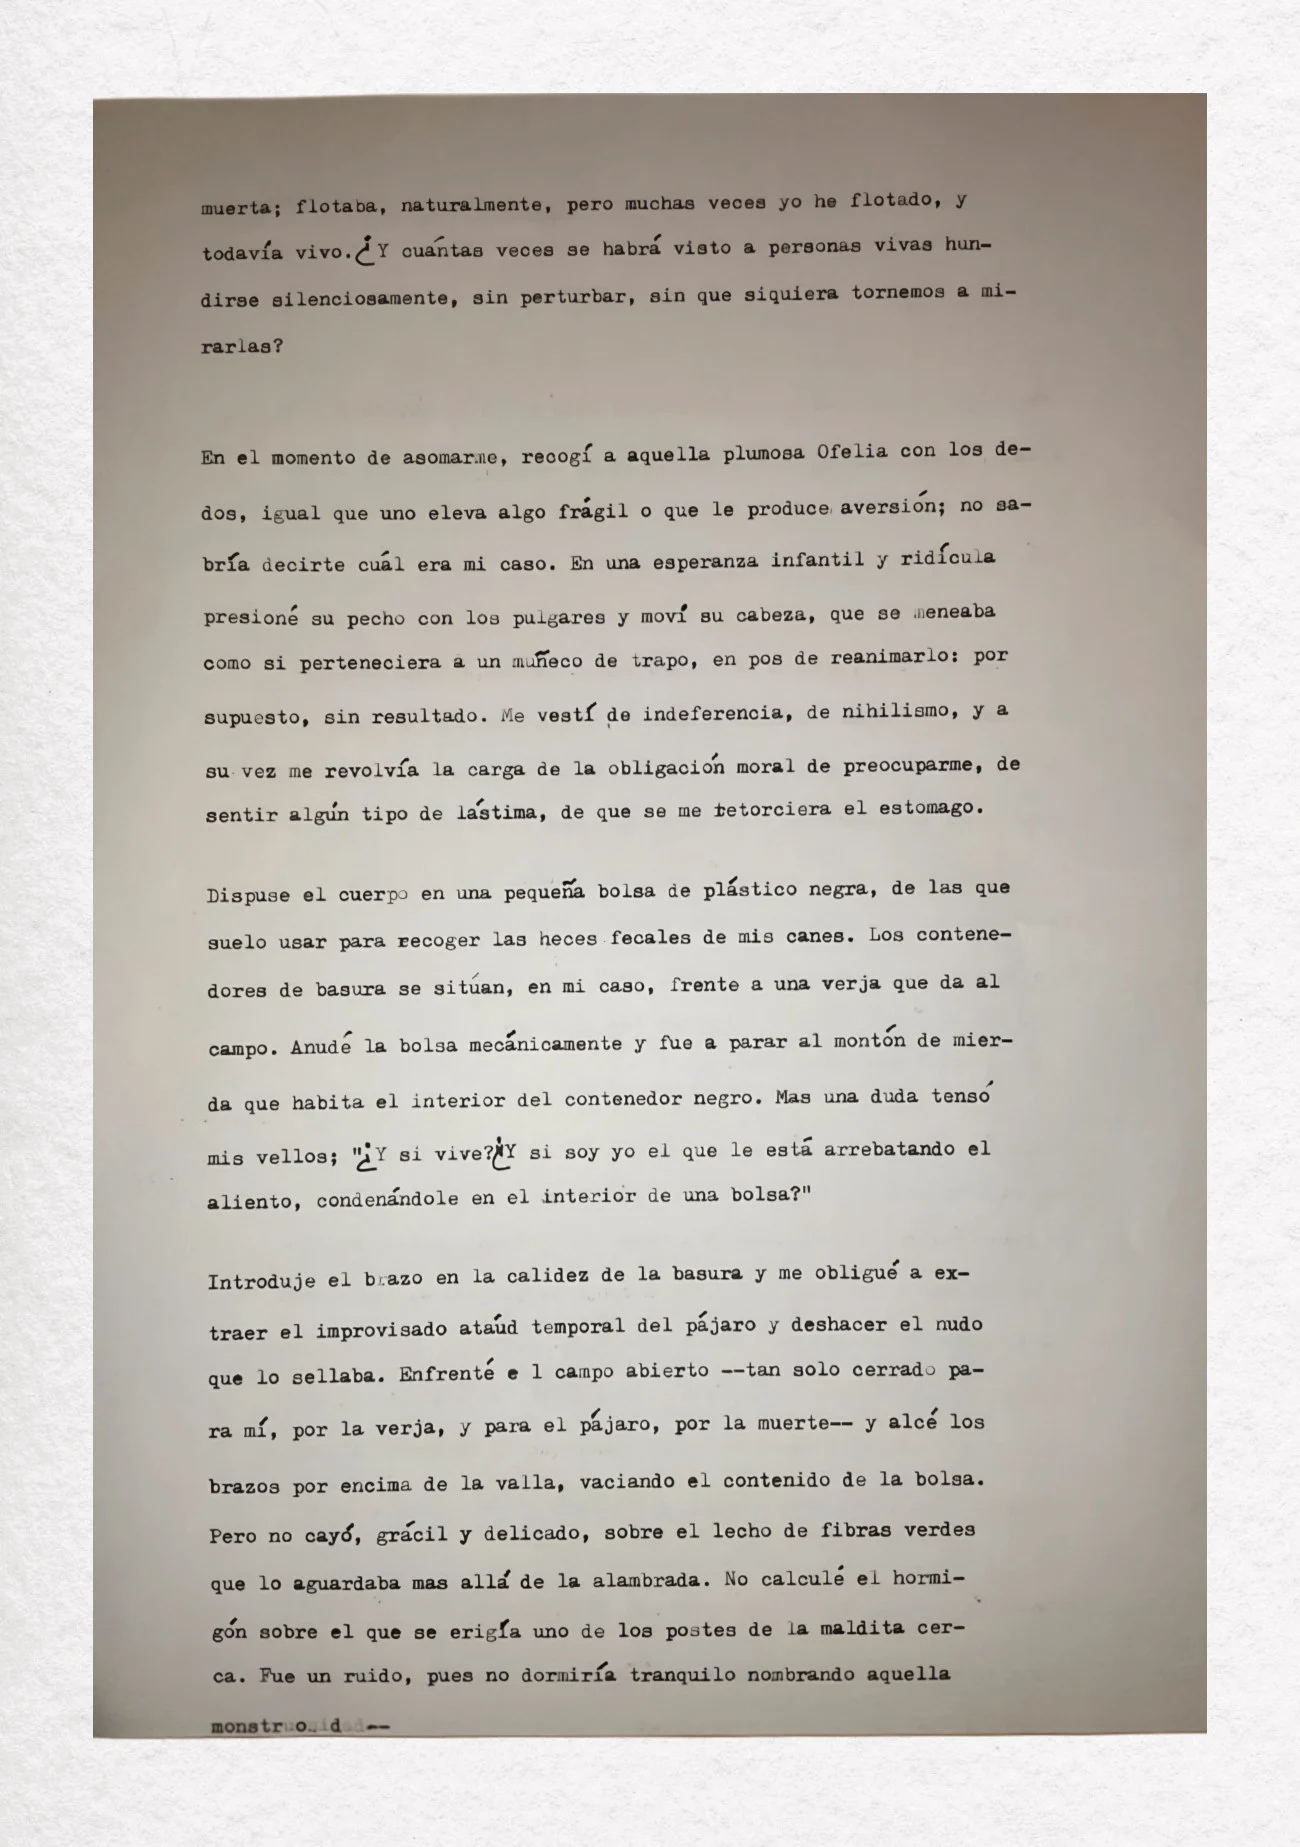 muerta; flotaba, naturalmente, pero muchas veces yo he flotado, y
todavía vivo.¿Y cuántas veces se habrá visto a personas vivas hun-
dirse silenciosamente, sin perturbar, sin que siquiera tornemos a mi-
rarlas?
En el momento de asomarme, recogí a aquella plumosa Ofelia con los de-
dos, igual que uno eleva algo frágil o que le produce aversión; no sa-
bría decirte cuál era mi caso. En una esperanza infantil y ridícula
presioné su pecho con los pulgares y moví su cabeza, que se meneaba
como si perteneciera a un muñeco de trapo, en pos de reanimarlo: por
supuesto, sin resultado. Me vestí de indeferencia, de nihilismo, y a
su vez me revolvía la carga de la obligación moral de preocuparme, de
sentir algún tipo de lástima, de que se me retorciera el estomago.
Dispuse el cuerpo en una pequeña bolsa de plástico negra, de las que
suelo usar para recoger las heces fecales de mis canes. Los contene-
dores de basura se sitúan, en mi caso, frente a una verja que da al
campo. Anudé la bolsa mecánicamente y fue a parar al montón de mier-
da que habita el interior del contenedor negro. Mas una duda tensó
mis vellos; "¿Y si vive?¿Y si soy yo el que le está arrebatando el
aliento, condenándole en el interior de una bolsa?"
Introduje el brazo en la calidez de la basura y me obligué a ex-
traer el improvisado ataúd temporal del pájaro y deshacer el nudo
que lo sellaba. Enfrenté e l campo abierto --tan solo cerrado pa-
ra mí, por la verja, y para el pájaro, por la muerte-- y alcé los
brazos por encima de la valla, vaciando el contenido de la bolsa.
Pero no cayó, grácil y delicado, sobre el lecho de fibras verdes
que lo aguardaba mas allá de la alambrada. No calculé el hormi-
gón sobre el que se erigía uno de los postes de la maldita cer-
ca. Fue un ruido, pues no dormiría tranquilo nombrando aquella
monstruosidad--